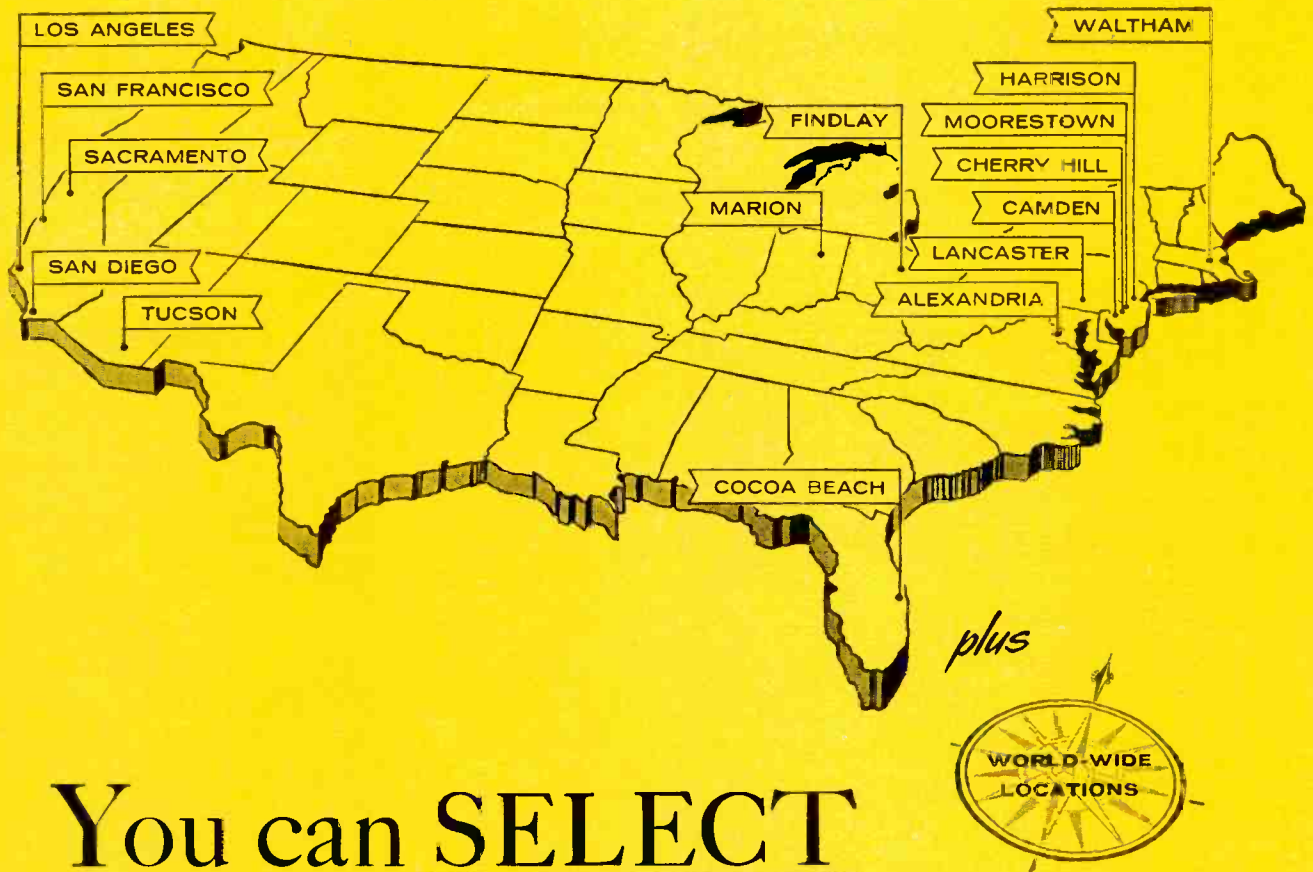 LOS ANGELES
WALTHAM
SAN FRANCISCO
HARRISON
FINDLAY
MOORESTOWN
SACRAMENTO
CHERRY HILL
MARION
CAMDEN
SAN DIEGO
LANCASTER
TUCSON
ALEXANDRIA
COCOA BEACH
plus
WORLD-WIDE
LOCATIONS
You can SELECT